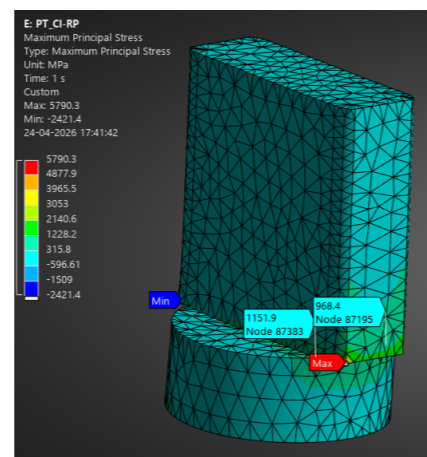 E: PT_CI-RP
Maximum Principal Stress
Type: Maximum Principal Stress
Unit: MPa
Time: 1 s
Custom
Max: 5790.3
Min: -2421.4
24-04-2026 17:41:42
5790.3
4877.9
3965.5
3053
2140.6
1228.2
315.8
-596.61
-1509
-2421.4
Min
968.4
Node 87195
1151.9
Node 87383
Max